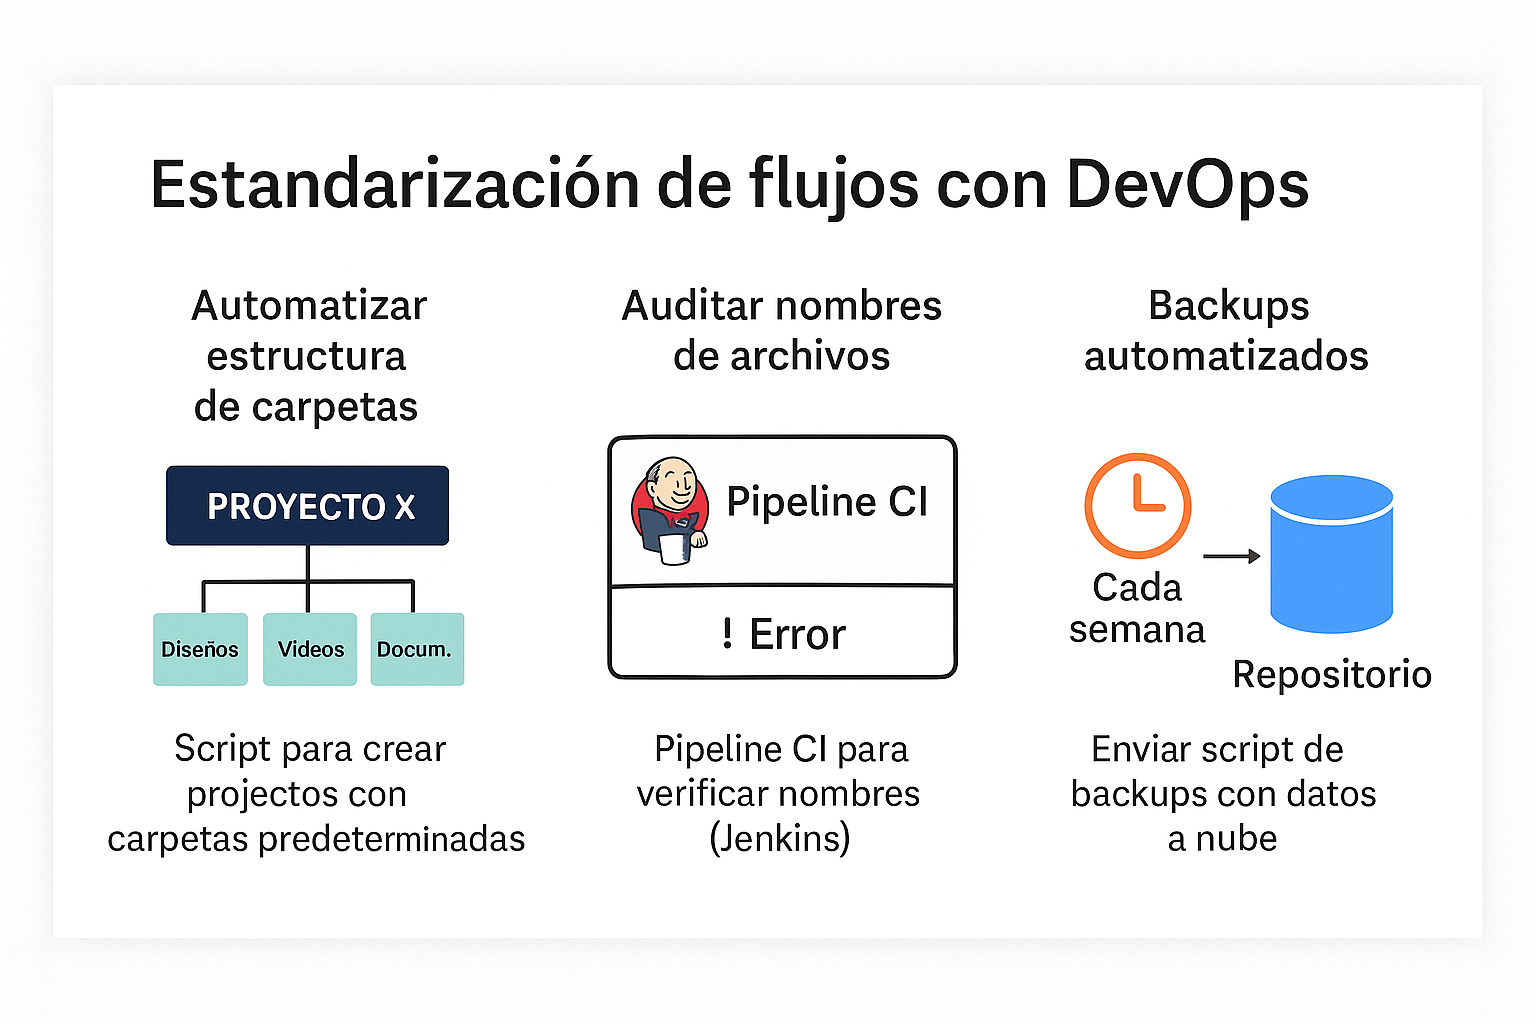 Estandarización de flujos con DevOps
Automatizar
estructura
de carpetas
PROYECTO X
Diseños
Videos
Docum.
Script para crear
projectos con
carpetas predeterminadas
Auditar nombres
de archivos
Pipeline CI
! Error
Pipeline CI para
verificar nombres
(Jenkins)
Backups
automatizados
Cada
semana
Repositorio
Enviar script de
backups con datos
a nube